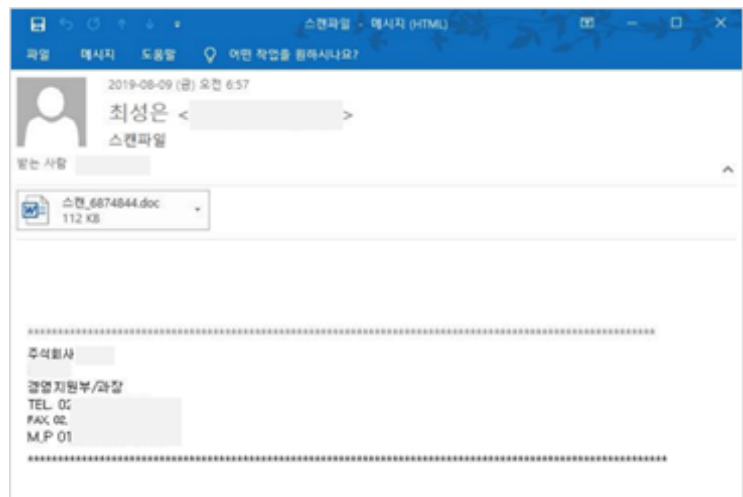 스캔파일 - 메시지 (HTML)
파일 메시지 도움말 어떤 작업을 원하시나요?
2019-08-09 (금) 오전 6:57
최성은 < >
스캔파일
받는 사람
스캔_6874844.doc
112 KB
주식회사
경영지원부/과장
TEL. 02
FAX. 02.
M.P 01